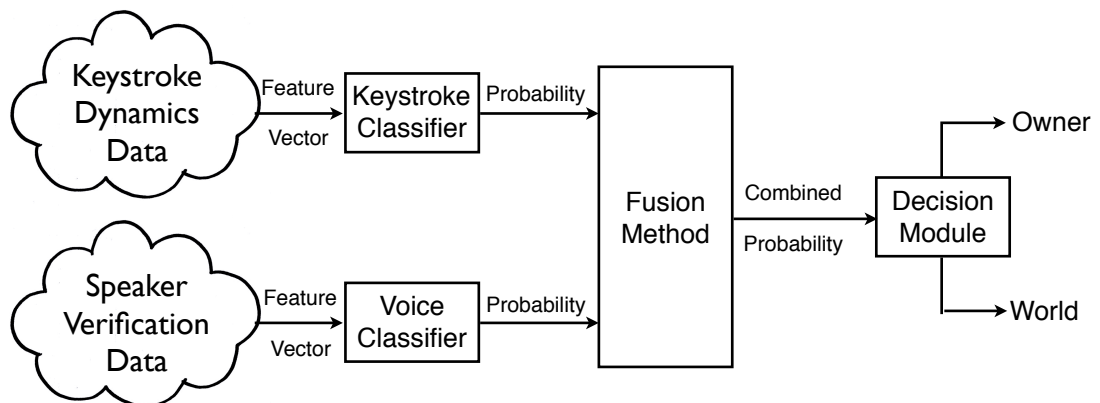 Keystroke
Dynamics
Data
Feature
Vector
Keystroke
Classifier
Probability
Speaker
Verification
Data
Feature
Vector
Voice
Classifier
Probability
Fusion
Method
Combined
Probability
Decision
Module
Owner
World